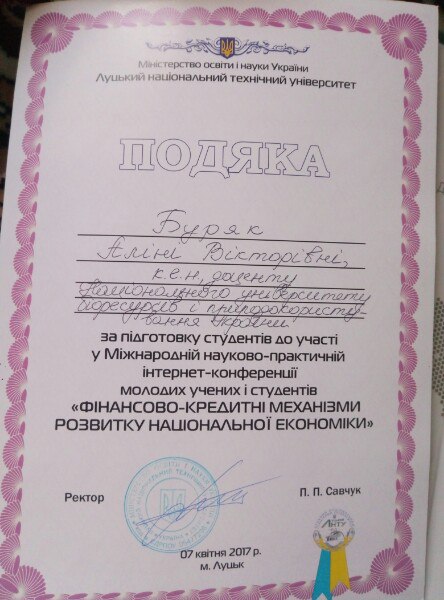 Міністерство освіти і науки України
Луцький національний технічний університет
ПОДЯКА
Буряк
Аліні Вікторівні,
к.е.н, доценту
Національного університету
біоресурсів і природокористу-
вання України
за підготовку студентів до участі
у Міжнародній науково-практичній
інтернет-конференції
молодих учених і студентів
«ФІНАНСОВО-КРЕДИТНІ МЕХАНІЗМИ
РОЗВИТКУ НАЦІОНАЛЬНОЇ ЕКОНОМІКИ»
Ректор
П. П. Савчук
ЛНТУ
07 квітня 2017 р.
м. Луцьк